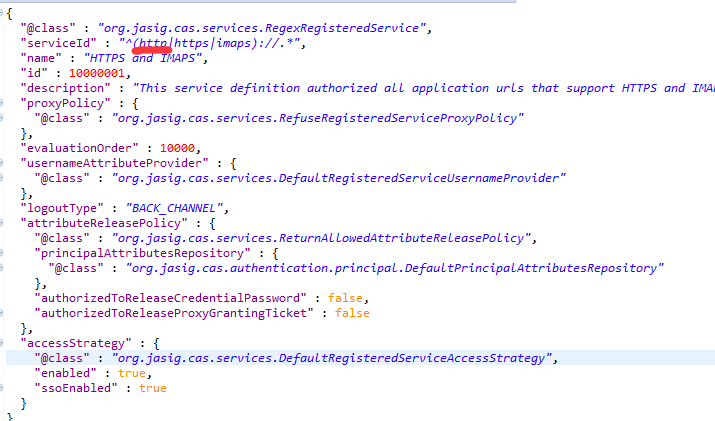 {
"@class" : "org.jasig.cas.services.RegexRegisteredService",
"serviceId" : "^(http|https|imaps)://.*",
"name" : "HTTPS and IMAPS",
"id" : 10000001,
"description" : "This service definition authorized all application urls that support HTTPS and IMA
"proxyPolicy" : {
"@class" : "org.jasig.cas.services.RefuseRegisteredServiceProxyPolicy"
},
"evaluationOrder" : 10000,
"usernameAttributeProvider" : {
"@class" : "org.jasig.cas.services.DefaultRegisteredServiceUsernameProvider"
},
"logoutType" : "BACK_CHANNEL",
"attributeReleasePolicy" : {
"@class" : "org.jasig.cas.services.ReturnAllowedAttributeReleasePolicy",
"principalAttributesRepository" : {
"@class" : "org.jasig.cas.authentication.principal.DefaultPrincipalAttributesRepository"
},
"authorizedToReleaseCredentialPassword" : false,
"authorizedToReleaseProxyGrantingTicket" : false
},
"accessStrategy" : {
"@class" : "org.jasig.cas.services.DefaultRegisteredServiceAccessStrategy",
"enabled" : true,
"ssoEnabled" : true
}
}